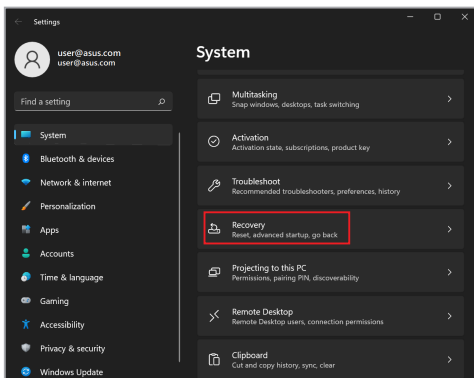 Settings
user@asus.com
user@asus.com
Find a setting
System
Bluetooth & devices
Network & internet
Personalization
Apps
Accounts
Time & language
Gaming
Accessibility
Privacy & security
Windows Update
System
Multitasking
Snap windows, desktops, task switching
Activation
Activation state, subscriptions, product key
Troubleshoot
Recommended troubleshooters, preferences, history
Recovery
Reset, advanced startup, go back
Projecting to this PC
Permissions, pairing PIN, discoverability
Remote Desktop
Remote Desktop users, connection permissions
Clipboard
Cut and copy history, sync, clear